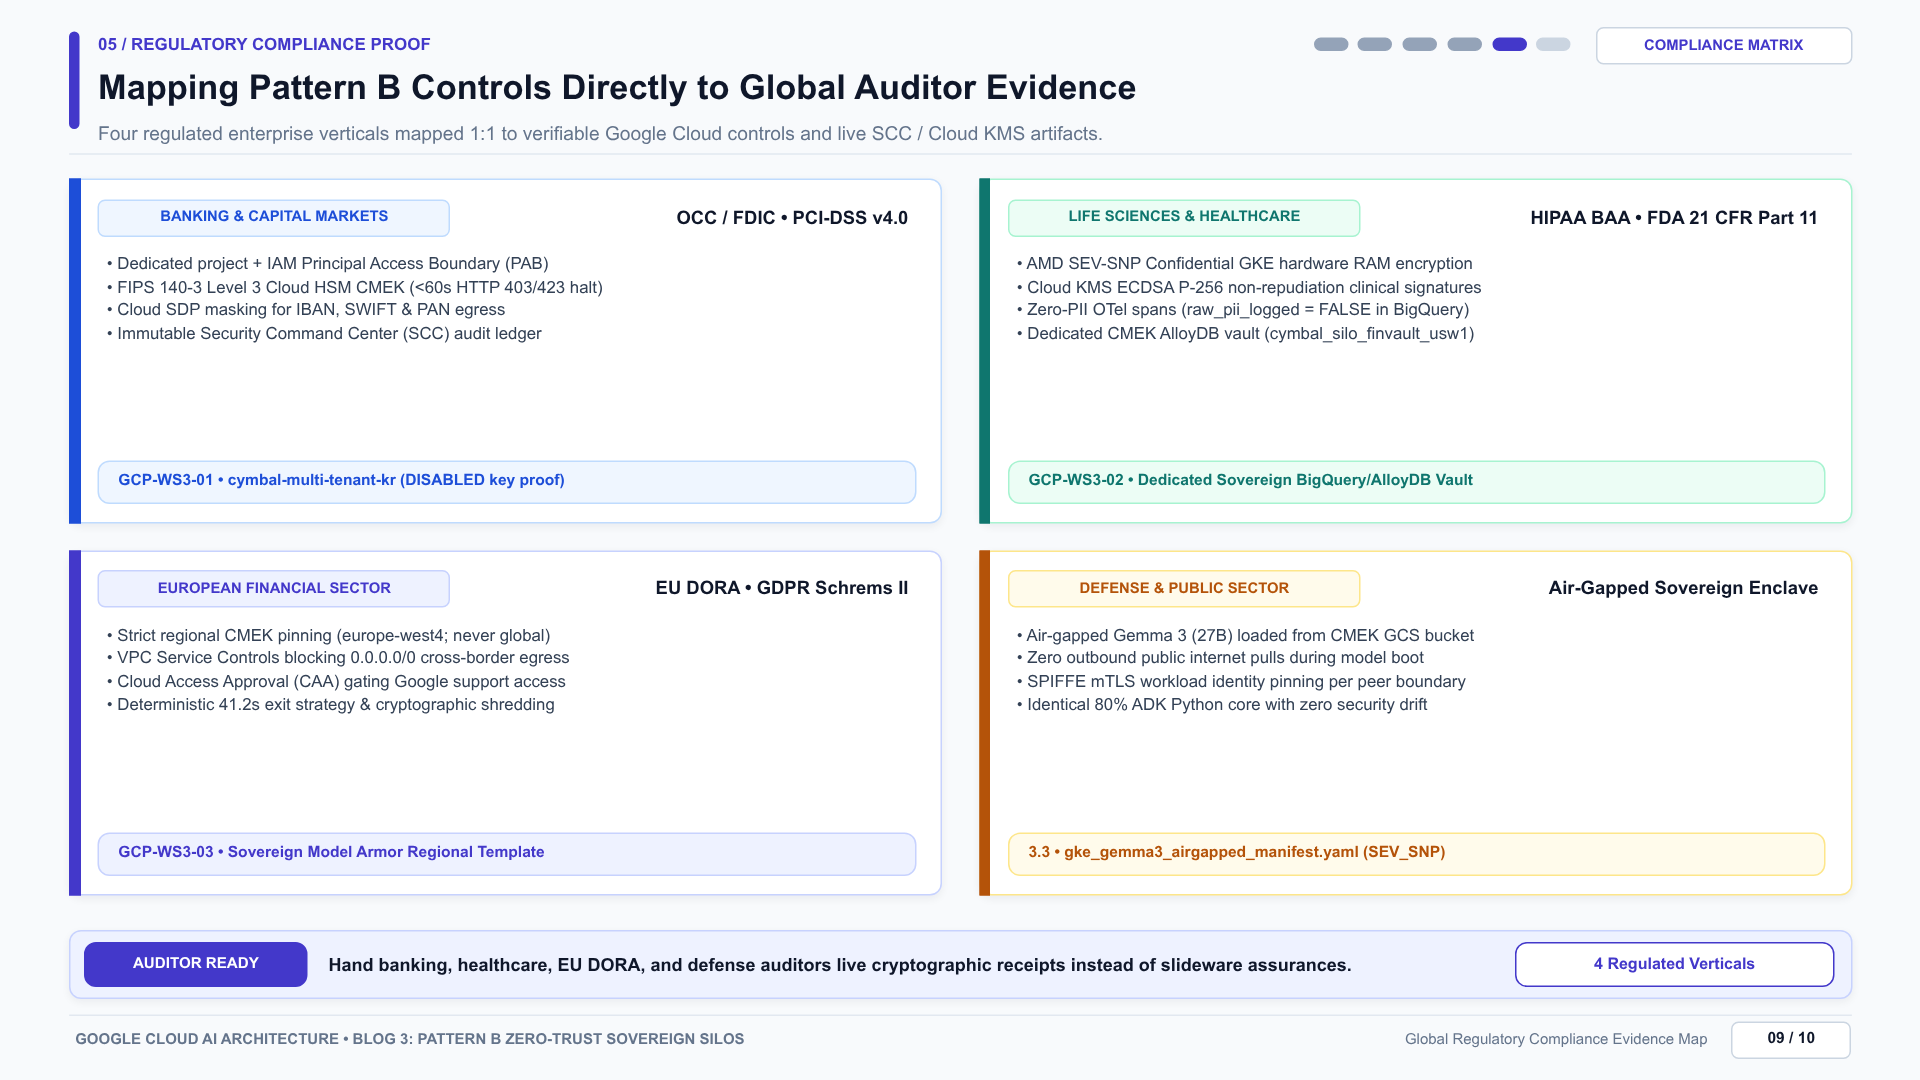 05 / REGULATORY COMPLIANCE PROOF
COMPLIANCE MATRIX
Mapping Pattern B Controls Directly to Global Auditor Evidence
Four regulated enterprise verticals mapped 1:1 to verifiable Google Cloud controls and live SCC / Cloud KMS artifacts.
BANKING & CAPITAL MARKETS
OCC / FDIC • PCI-DSS v4.0
• Dedicated project + IAM Principal Access Boundary (PAB)
• FIPS 140-3 Level 3 Cloud HSM CMEK (<60s HTTP 403/423 halt)
• Cloud SDP masking for IBAN, SWIFT & PAN egress
• Immutable Security Command Center (SCC) audit ledger
GCP-WS3-01 • cymbal-multi-tenant-kr (DISABLED key proof)
LIFE SCIENCES & HEALTHCARE
HIPAA BAA • FDA 21 CFR Part 11
• AMD SEV-SNP Confidential GKE hardware RAM encryption
• Cloud KMS ECDSA P-256 non-repudiation clinical signatures
• Zero-PII OTel spans (raw_pii_logged = FALSE in BigQuery)
• Dedicated CMEK AlloyDB vault (cymbal_silo_finvault_usw1)
GCP-WS3-02 • Dedicated Sovereign BigQuery/AlloyDB Vault
EUROPEAN FINANCIAL SECTOR
EU DORA • GDPR Schrems II
• Strict regional CMEK pinning (europe-west4; never global)
• VPC Service Controls blocking 0.0.0.0/0 cross-border egress
• Cloud Access Approval (CAA) gating Google support access
• Deterministic 41.2s exit strategy & cryptographic shredding
GCP-WS3-03 • Sovereign Model Armor Regional Template
DEFENSE & PUBLIC SECTOR
Air-Gapped Sovereign Enclave
• Air-gapped Gemma 3 (27B) loaded from CMEK GCS bucket
• Zero outbound public internet pulls during model boot
• SPIFFE mTLS workload identity pinning per peer boundary
• Identical 80% ADK Python core with zero security drift
3.3 • gke_gemma3_airgapped_manifest.yaml (SEV_SNP)
AUDITOR READY
Hand banking, healthcare, EU DORA, and defense auditors live cryptographic receipts instead of slideware assurances.
4 Regulated Verticals
GOOGLE CLOUD AI ARCHITECTURE • BLOG 3: PATTERN B ZERO-TRUST SOVEREIGN SILOS
Global Regulatory Compliance Evidence Map
09 / 10